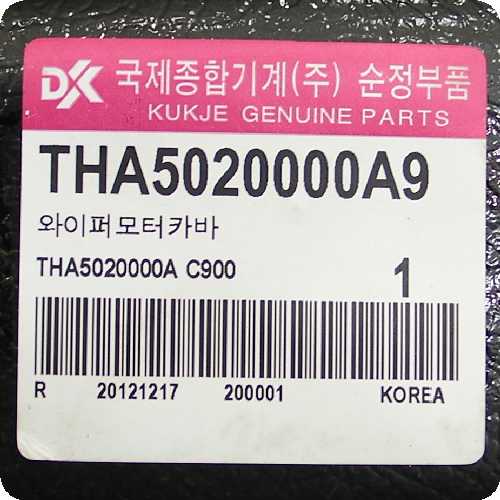 DK 국제종합기계(주) 순정부품
KUKJE GENUINE PARTS
THA5020000A9
와이퍼모터카바
THA5020000A C900 1
R 20121217 200001 KOREA